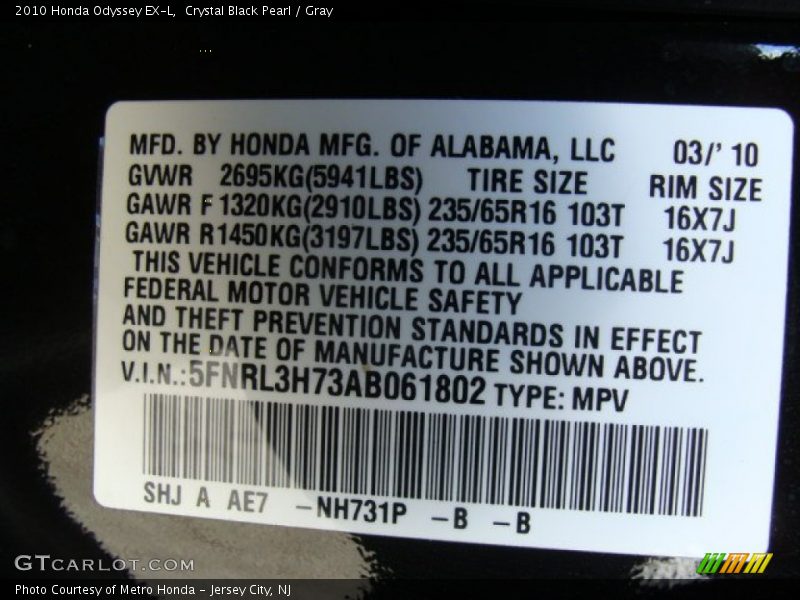 2010 Honda Odyssey EX-L,  Crystal Black Pearl / Gray
MFD. BY HONDA MFG. OF ALABAMA, LLC 03/' 10
GVWR 2695KG(5941LBS) TIRE SIZE RIM SIZE
GAWR F 1320KG(2910LBS) 235/65R16 103T 16X7J
GAWR R1450KG(3197LBS) 235/65R16 103T 16X7J
THIS VEHICLE CONFORMS TO ALL APPLICABLE
FEDERAL MOTOR VEHICLE SAFETY
AND THEFT PREVENTION STANDARDS IN EFFECT
ON THE DATE OF MANUFACTURE SHOWN ABOVE.
V.I.N.: 5FNRL3H73AB061802 TYPE: MPV
SHJ A AE7 -NH731P -B -B
GTCARLOT.COM
Photo Courtesy of Metro Honda - Jersey City, NJ